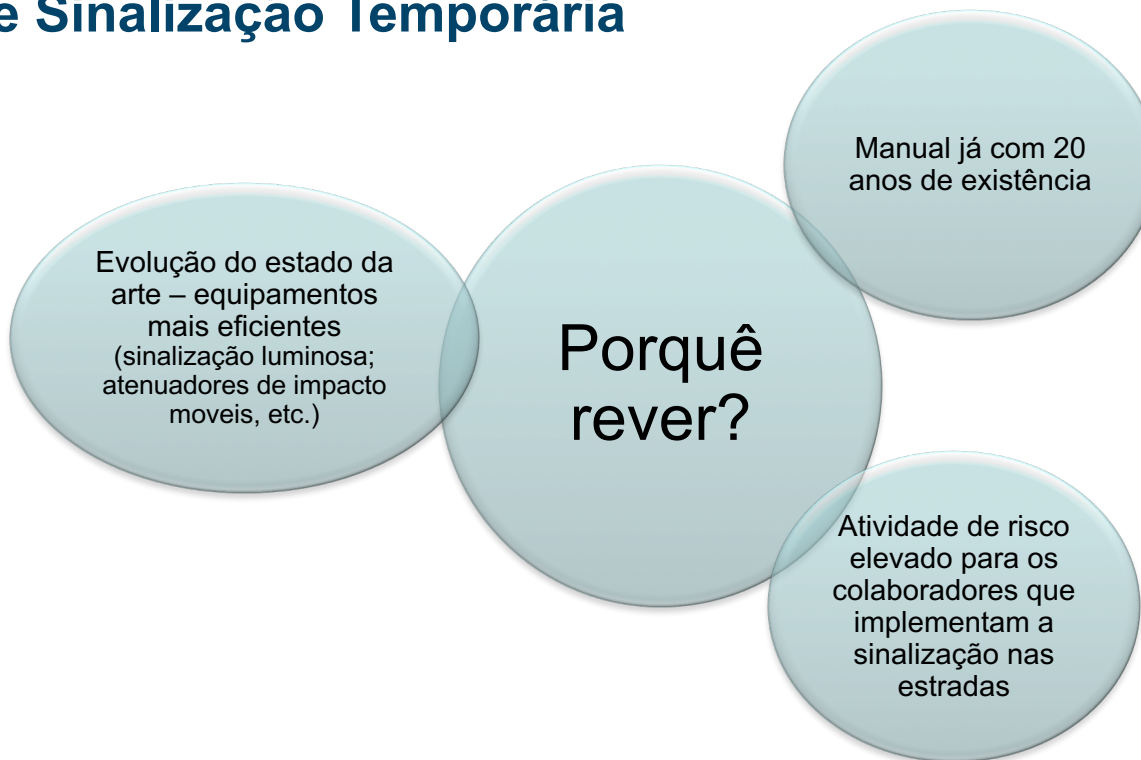 e Sinalização Temporária
Manual já com 20
anos de existência
Evolução do estado da
arte – equipamentos
mais eficientes
(sinalização luminosa;
atenuadores de impacto
moveis, etc.)
Porquê
rever?
Atividade de risco
elevado para os
colaboradores que
implementam a
sinalização nas
estradas